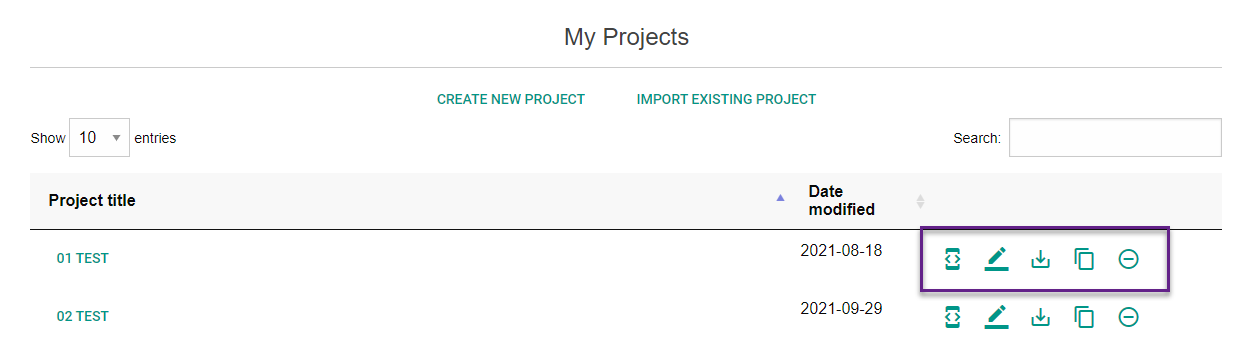 My Projects
CREATE NEW PROJECT IMPORT EXISTING PROJECT
Show 10 entries Search:
Project title Date modified
01 TEST 2021-08-18
02 TEST 2021-09-29